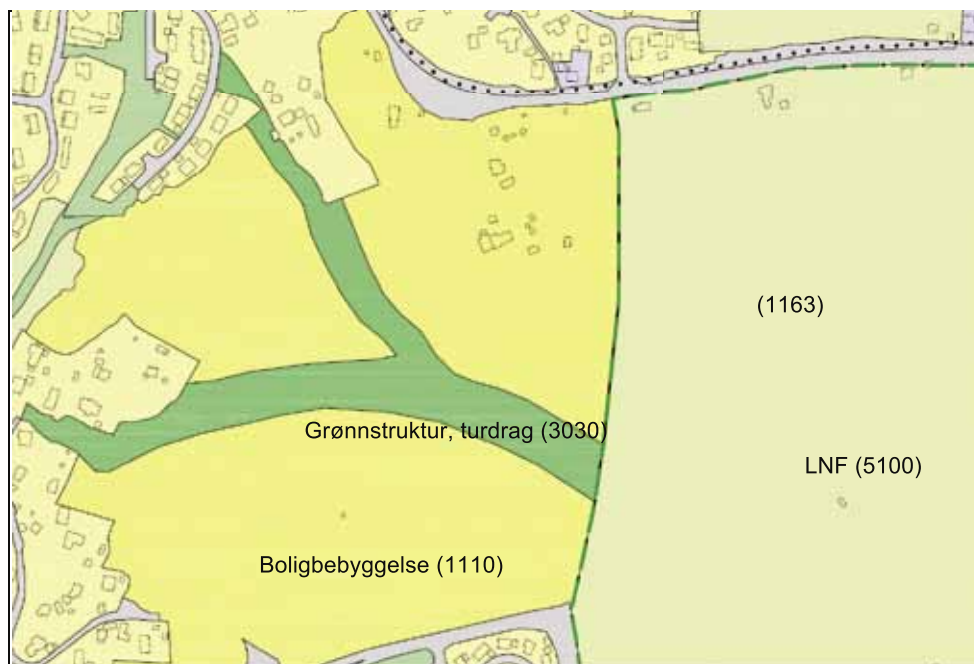 (1163)
Grønnstruktur, turdrag (3030)
LNF (5100)
Boligbebyggelse (1110)